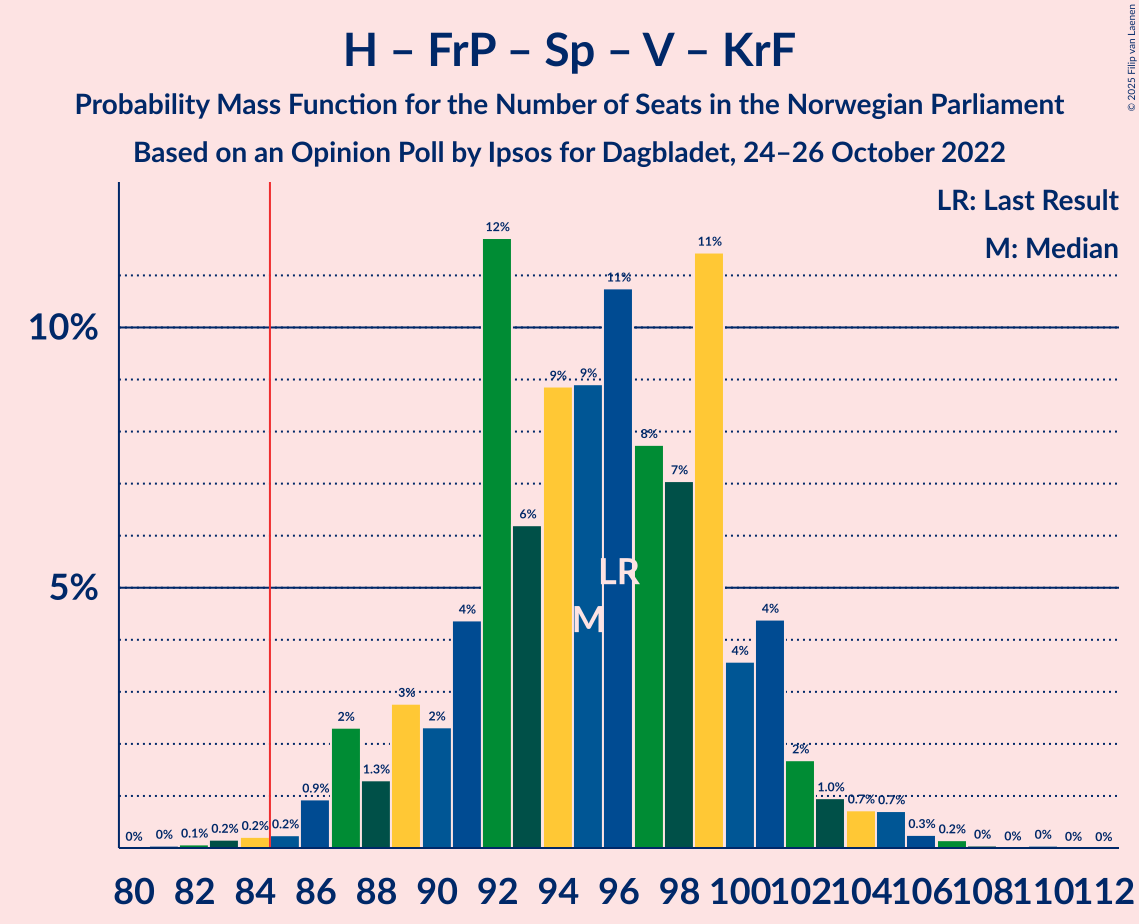 H – FrP – Sp – V – KrF
Probability Mass Function for the Number of Seats in the Norwegian Parliament
Based on an Opinion Poll by Ipsos for Dagbladet, 24–26 October 2022
© 2025 Filip van Laenen
LR: Last Result
M: Median
10%
5%
0% 0% 0.1% 0.2% 0.2% 0.2% 0.9% 2% 1.3% 3% 2% 4% 12% 6% 9% 9% 11% 8% 7% 11% 4% 4% 2% 1.0% 0.7% 0.7% 0.3% 0.2% 0% 0% 0% 0% 0%
LR
M
80 82 84 86 88 90 92 94 96 98 100 102 104 106 108 110 112